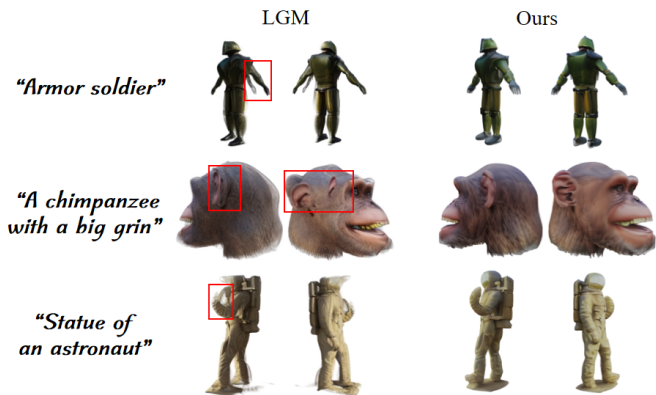 LGM
Ours
“Armor soldier”
“A chimpanzee
with a big grin”
“Statue of
an astronaut”